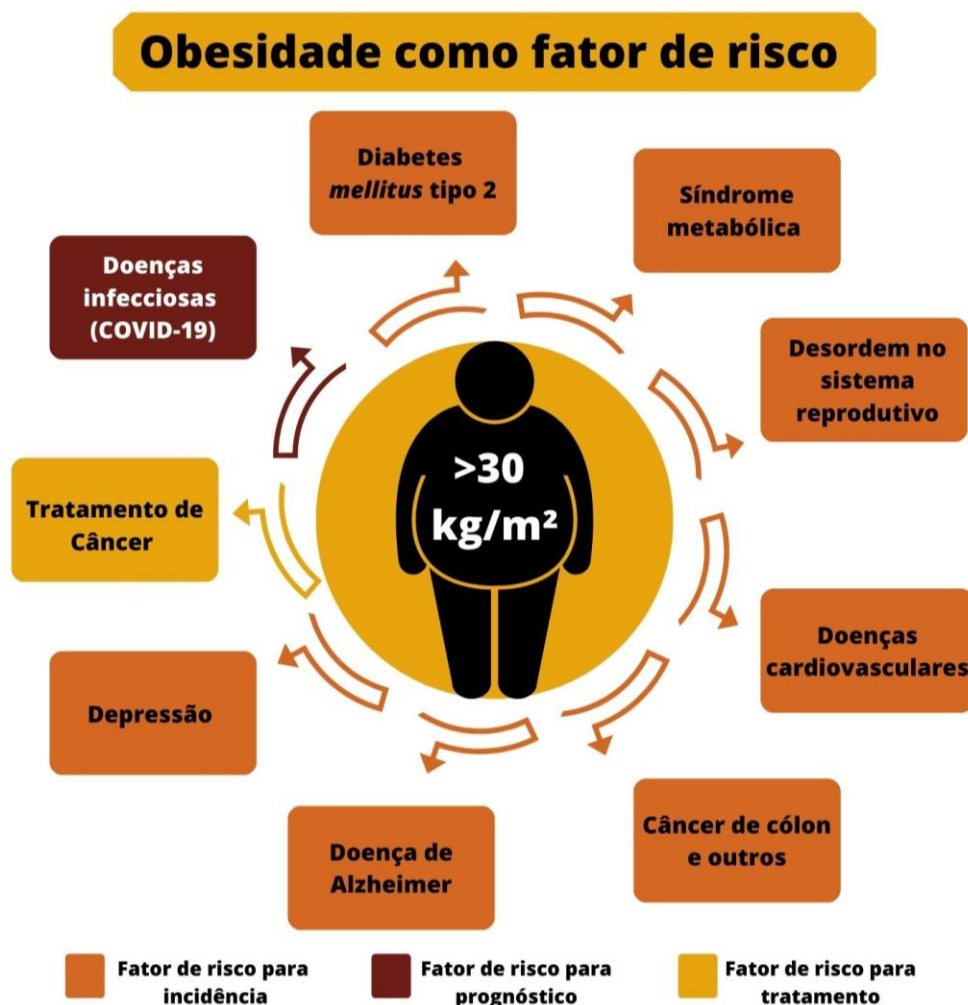 Obesidade como fator de risco
Diabetes
mellitus tipo 2
Síndrome
metabólica
Doenças
infecciosas
(COVID-19)
Desordem no
sistema
reprodutivo
>30
kg/m²
Tratamento de
Câncer
Doenças
cardiovasculares
Depressão
Câncer de cólon
e outros
Doença de
Alzheimer
Fator de risco para
incidência
Fator de risco para
prognóstico
Fator de risco para
tratamento